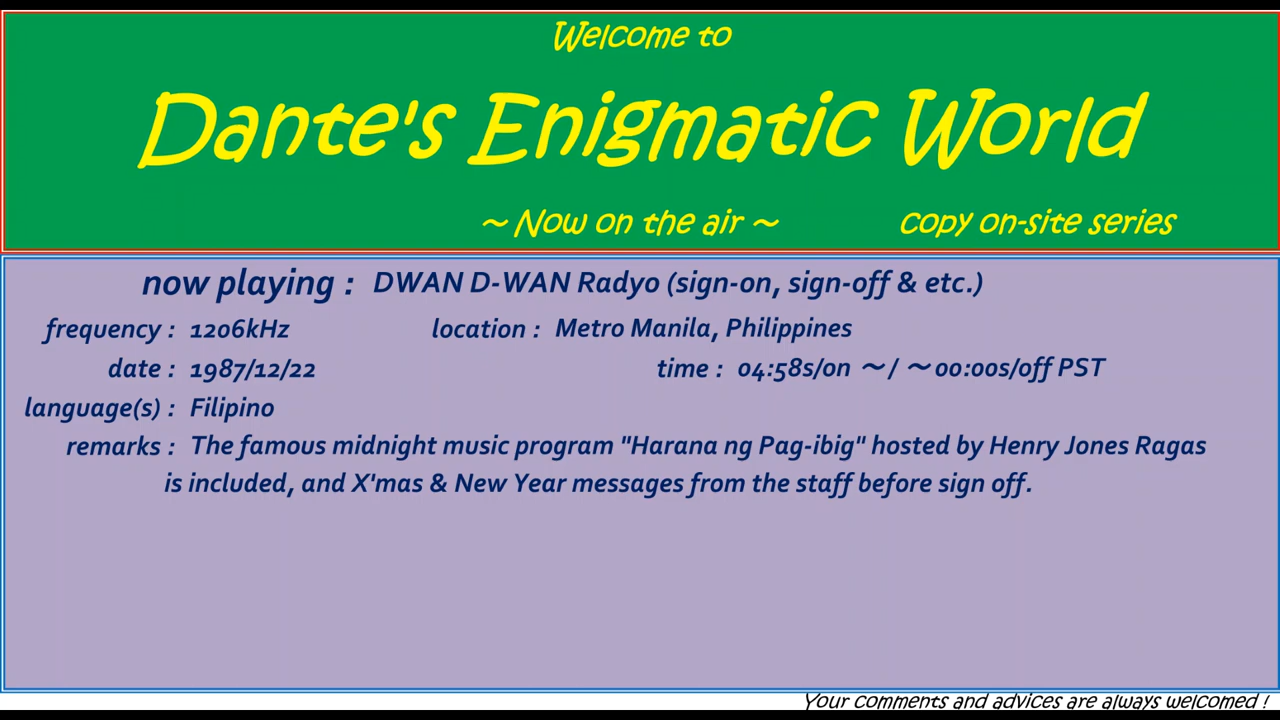 Welcome to
Dante's Enigmatic World
～ Now on the air ～ copy on-site series
now playing : DWAN D-WAN Radyo (sign-on, sign-off & etc.)
frequency : 1206kHz location : Metro Manila, Philippines
date : 1987/12/22 time : 04:58s/on ～ / ～ 00:00s/off PST
language(s) : Filipino
remarks : The famous midnight music program "Harana ng Pag-ibig" hosted by Henry Jones Ragas
is included, and X'mas & New Year messages from the staff before sign off.
Your comments and advices are always welcomed !